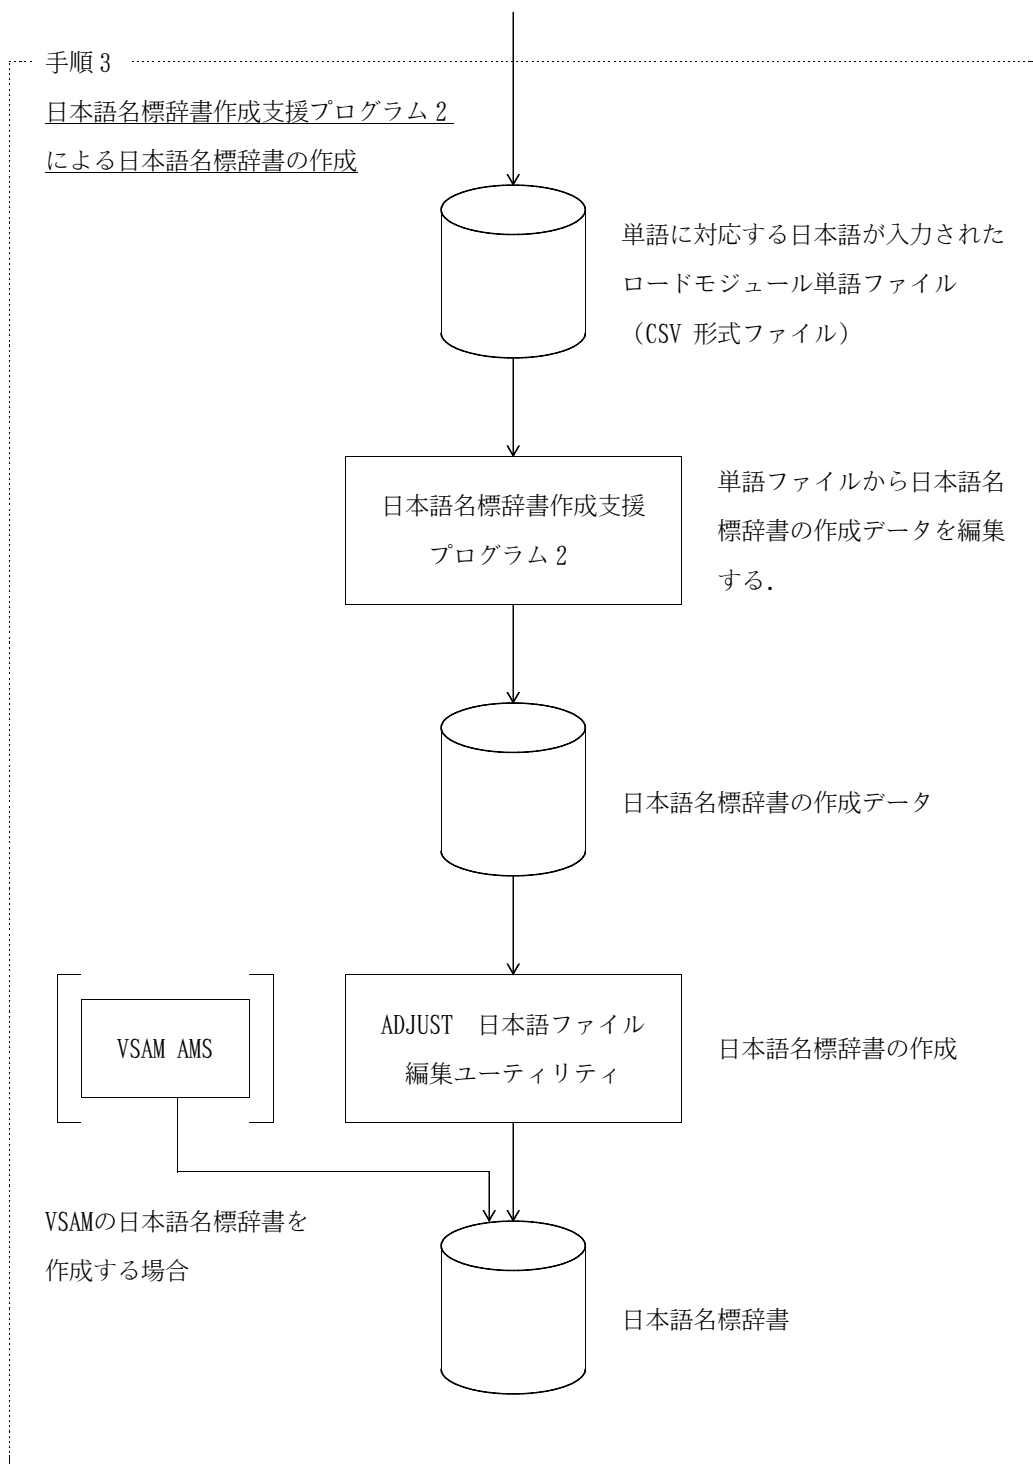 手順3
日本語名標辞書作成支援プログラム2
による日本語名標辞書の作成
単語に対応する日本語が入力された
ロードモジュール単語ファイル
（CSV 形式ファイル）
日本語名標辞書作成支援
プログラム2
単語ファイルから日本語名
標辞書の作成データを編集
する．
日本語名標辞書の作成データ
VSAM AMS
ADJUST　日本語ファイル
編集ユーティリティ
日本語名標辞書の作成
VSAMの日本語名標辞書を
作成する場合
日本語名標辞書